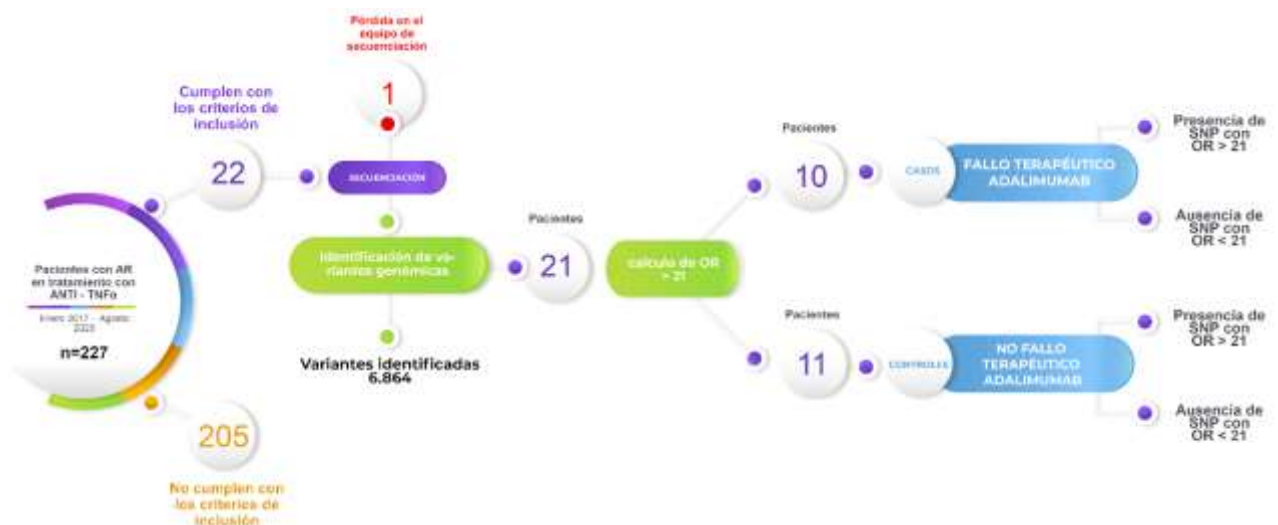 Pérdida en el
equipo de
secuenciación
1
Cumplen con
los criterios de
inclusión
22
SECUENCIACIÓN
Pacientes con AR
en tratamiento con
ANTI - TNFα
Enero 2017 - Agosto
n=227
205
No cumplen con
los criterios de
inclusión
Identificación de va-
riantes genómicas
Variantes identificadas
6.864
Pacientes
21
calculo de OR
> 21
Pacientes
10
CASOS
FALLO TERAPÉUTICO
ADALIMUMAB
Presencia de
SNP con
OR > 21
Ausencia de
SNP con
OR < 21
Pacientes
11
CONTROLES
NO FALLO
TERAPÉUTICO
ADALIMUMAB
Presencia de
SNP con
OR > 21
Ausencia de
SNP con
OR < 21